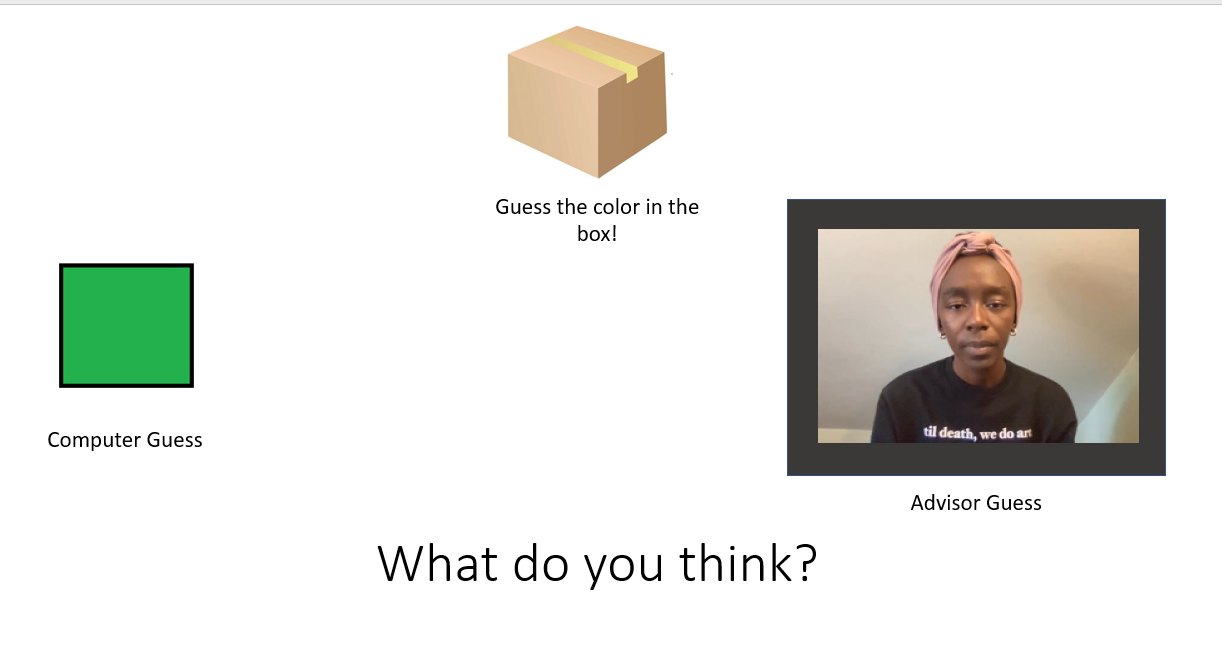 Guess the color in the
box!
til death, we do art
Computer Guess
Advisor Guess
What do you think?